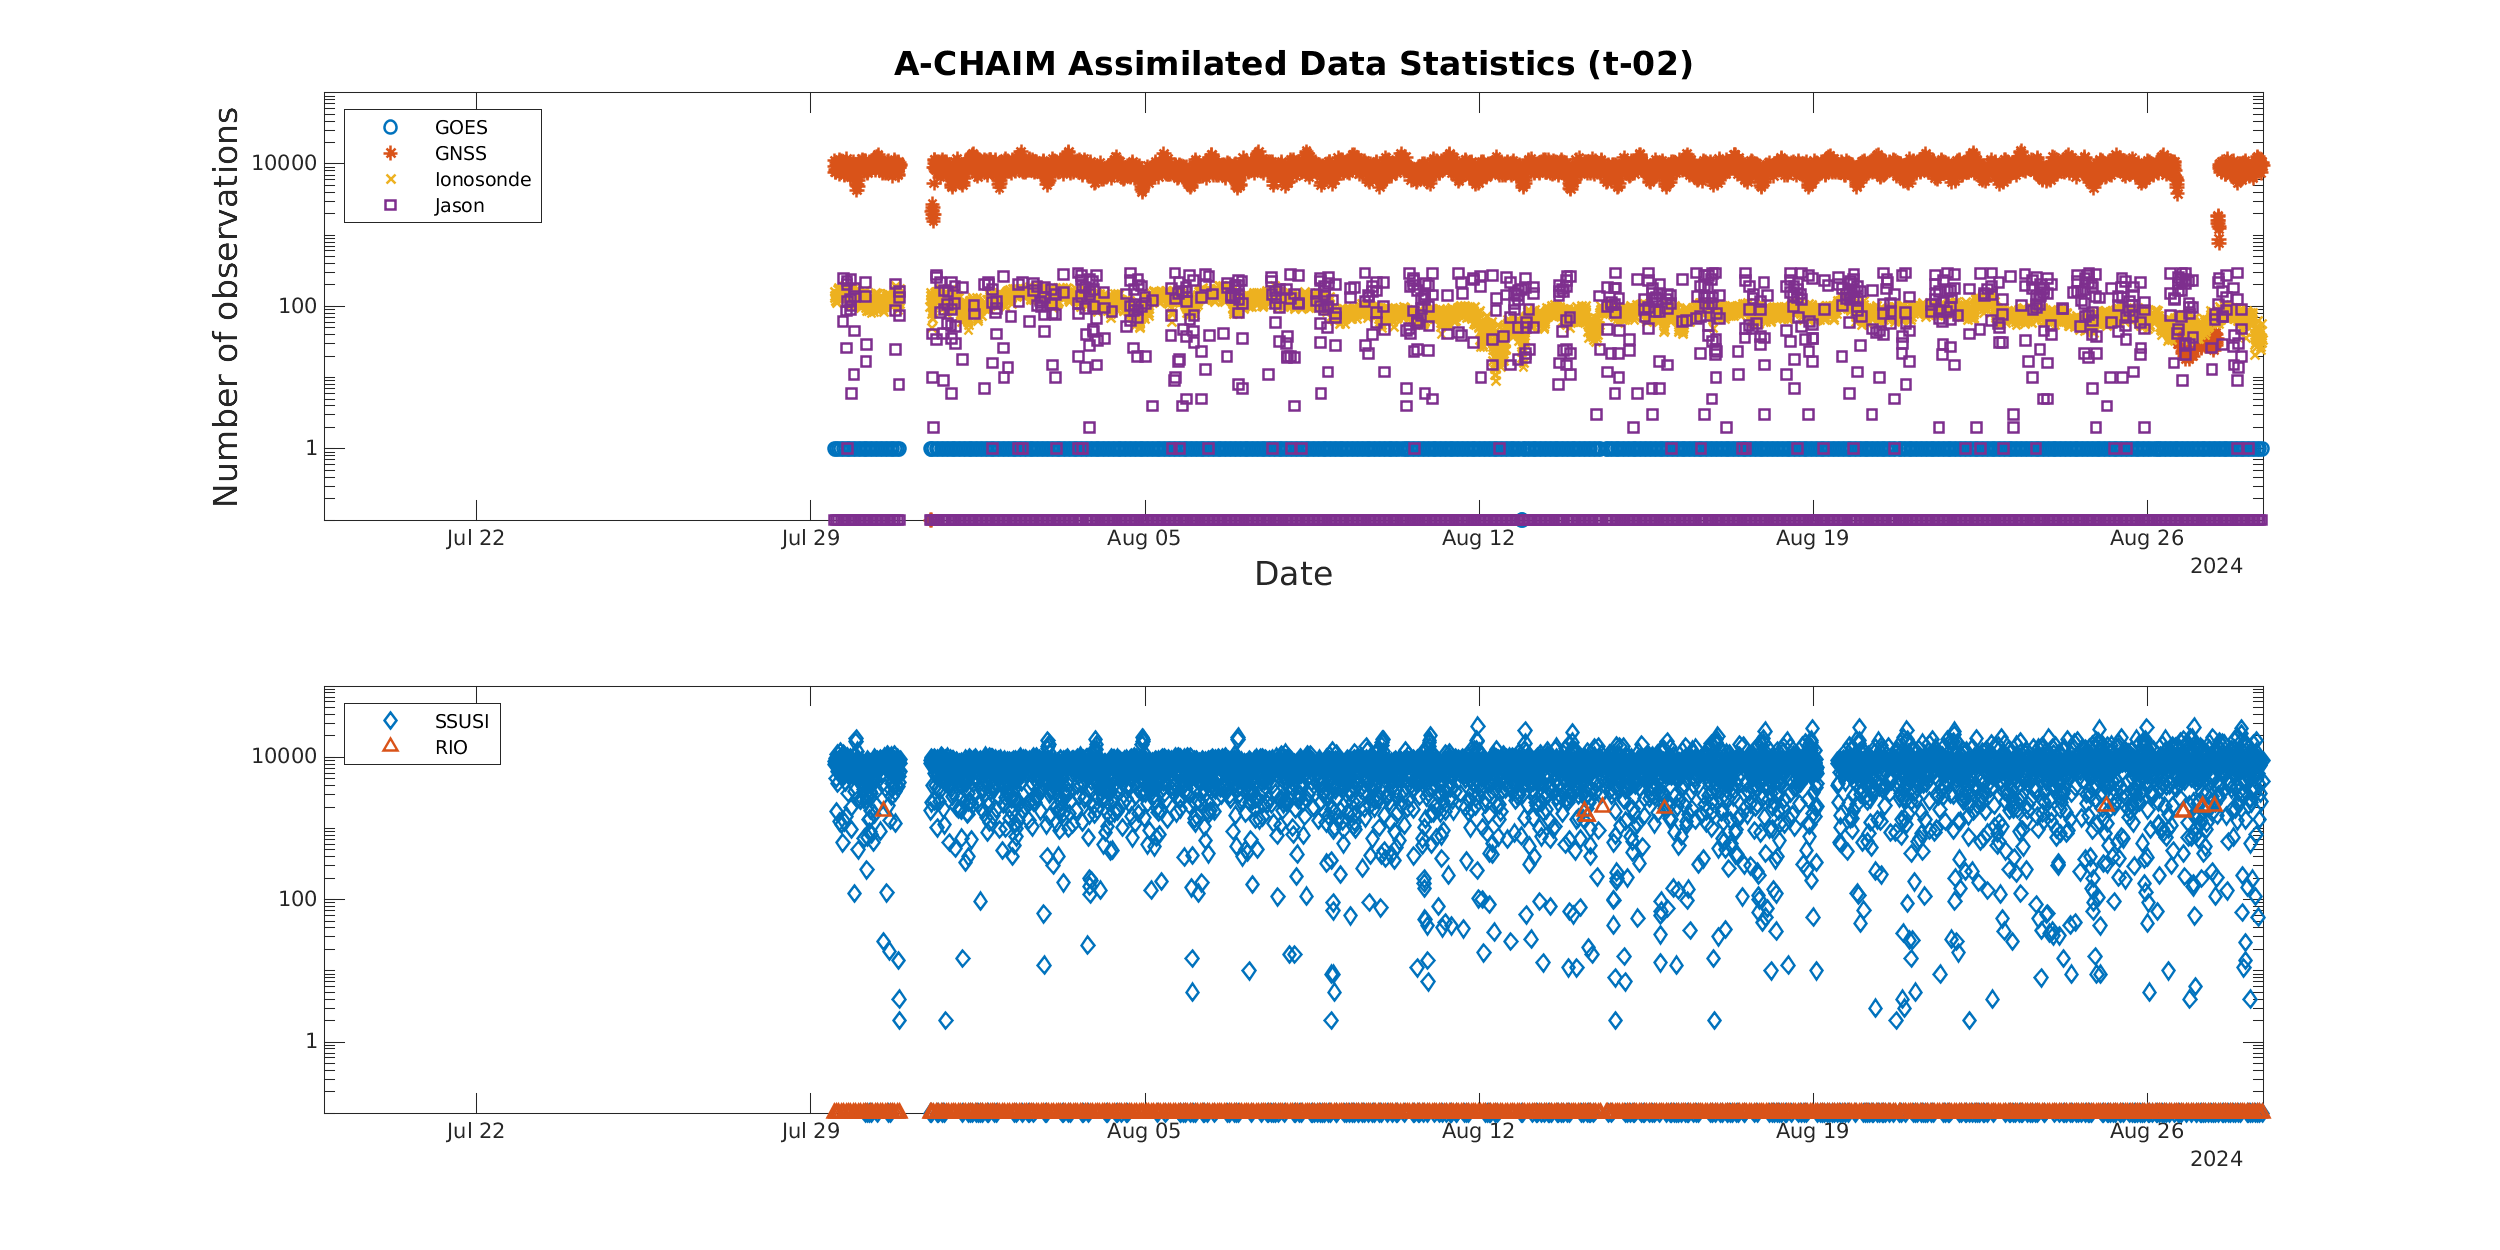 A-CHAIM Assimilated Data Statistics (t-02)
Number of observations
10000
100
1
GOES
GNSS
Ionosonde
Jason
Jul 22
Jul 29
Aug 05
Aug 12
Aug 19
Aug 26
2024
Date
10000
100
1
SSUSI
RIO
Jul 22
Jul 29
Aug 05
Aug 12
Aug 19
Aug 26
2024